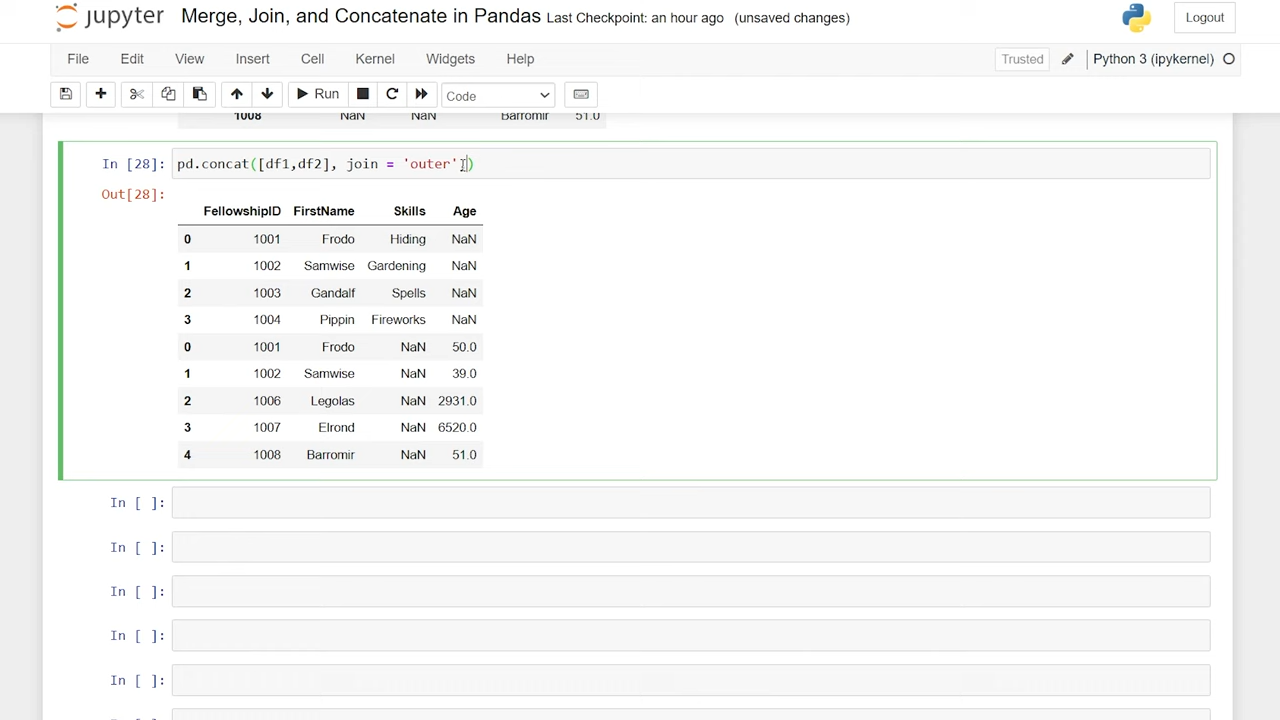 jupyter Merge, Join, and Concatenate in Pandas Last Checkpoint: an hour ago (unsaved changes) Logout
File Edit View Insert Cell Kernel Widgets Help Trusted Python 3 (ipykernel)
Run Code
1008 NaN NaN Barromir 51.0
In [28]: pd.concat([df1,df2], join = 'outer')
Out[28]:
FellowshipID FirstName Skills Age
0 1001 Frodo Hiding NaN
1 1002 Samwise Gardening NaN
2 1003 Gandalf Spells NaN
3 1004 Pippin Fireworks NaN
0 1001 Frodo NaN 50.0
1 1002 Samwise NaN 39.0
2 1006 Legolas NaN 2931.0
3 1007 Elrond NaN 6520.0
4 1008 Barromir NaN 51.0
In [ ]:
In [ ]:
In [ ]:
In [ ]:
In [ ]: